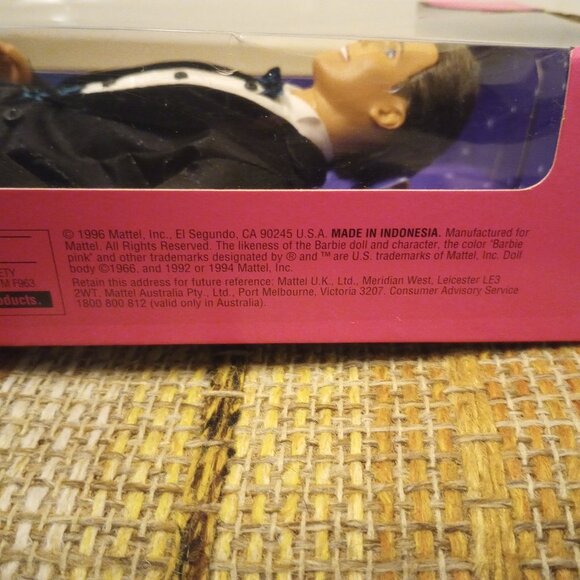 © 1996 Mattel, Inc., El Segundo, CA 90245 U.S.A. MADE IN INDONESIA. Manufactured for
Mattel. All Rights Reserved. The likeness of the Barbie doll and character, the color "Barbie
pink" and other trademarks designated by ® and ™ are U.S. trademarks of Mattel, Inc. Doll
body ©1966, and 1992 or 1994 Mattel, Inc.
Retain this address for future reference: Mattel U.K., Ltd., Meridian West, Leicester LE3
2WT. Mattel Australia Pty., Ltd., Port Melbourne, Victoria 3207. Consumer Advisory Service
1800 800 812 (valid only in Australia).
ETY
M F963
oducts.